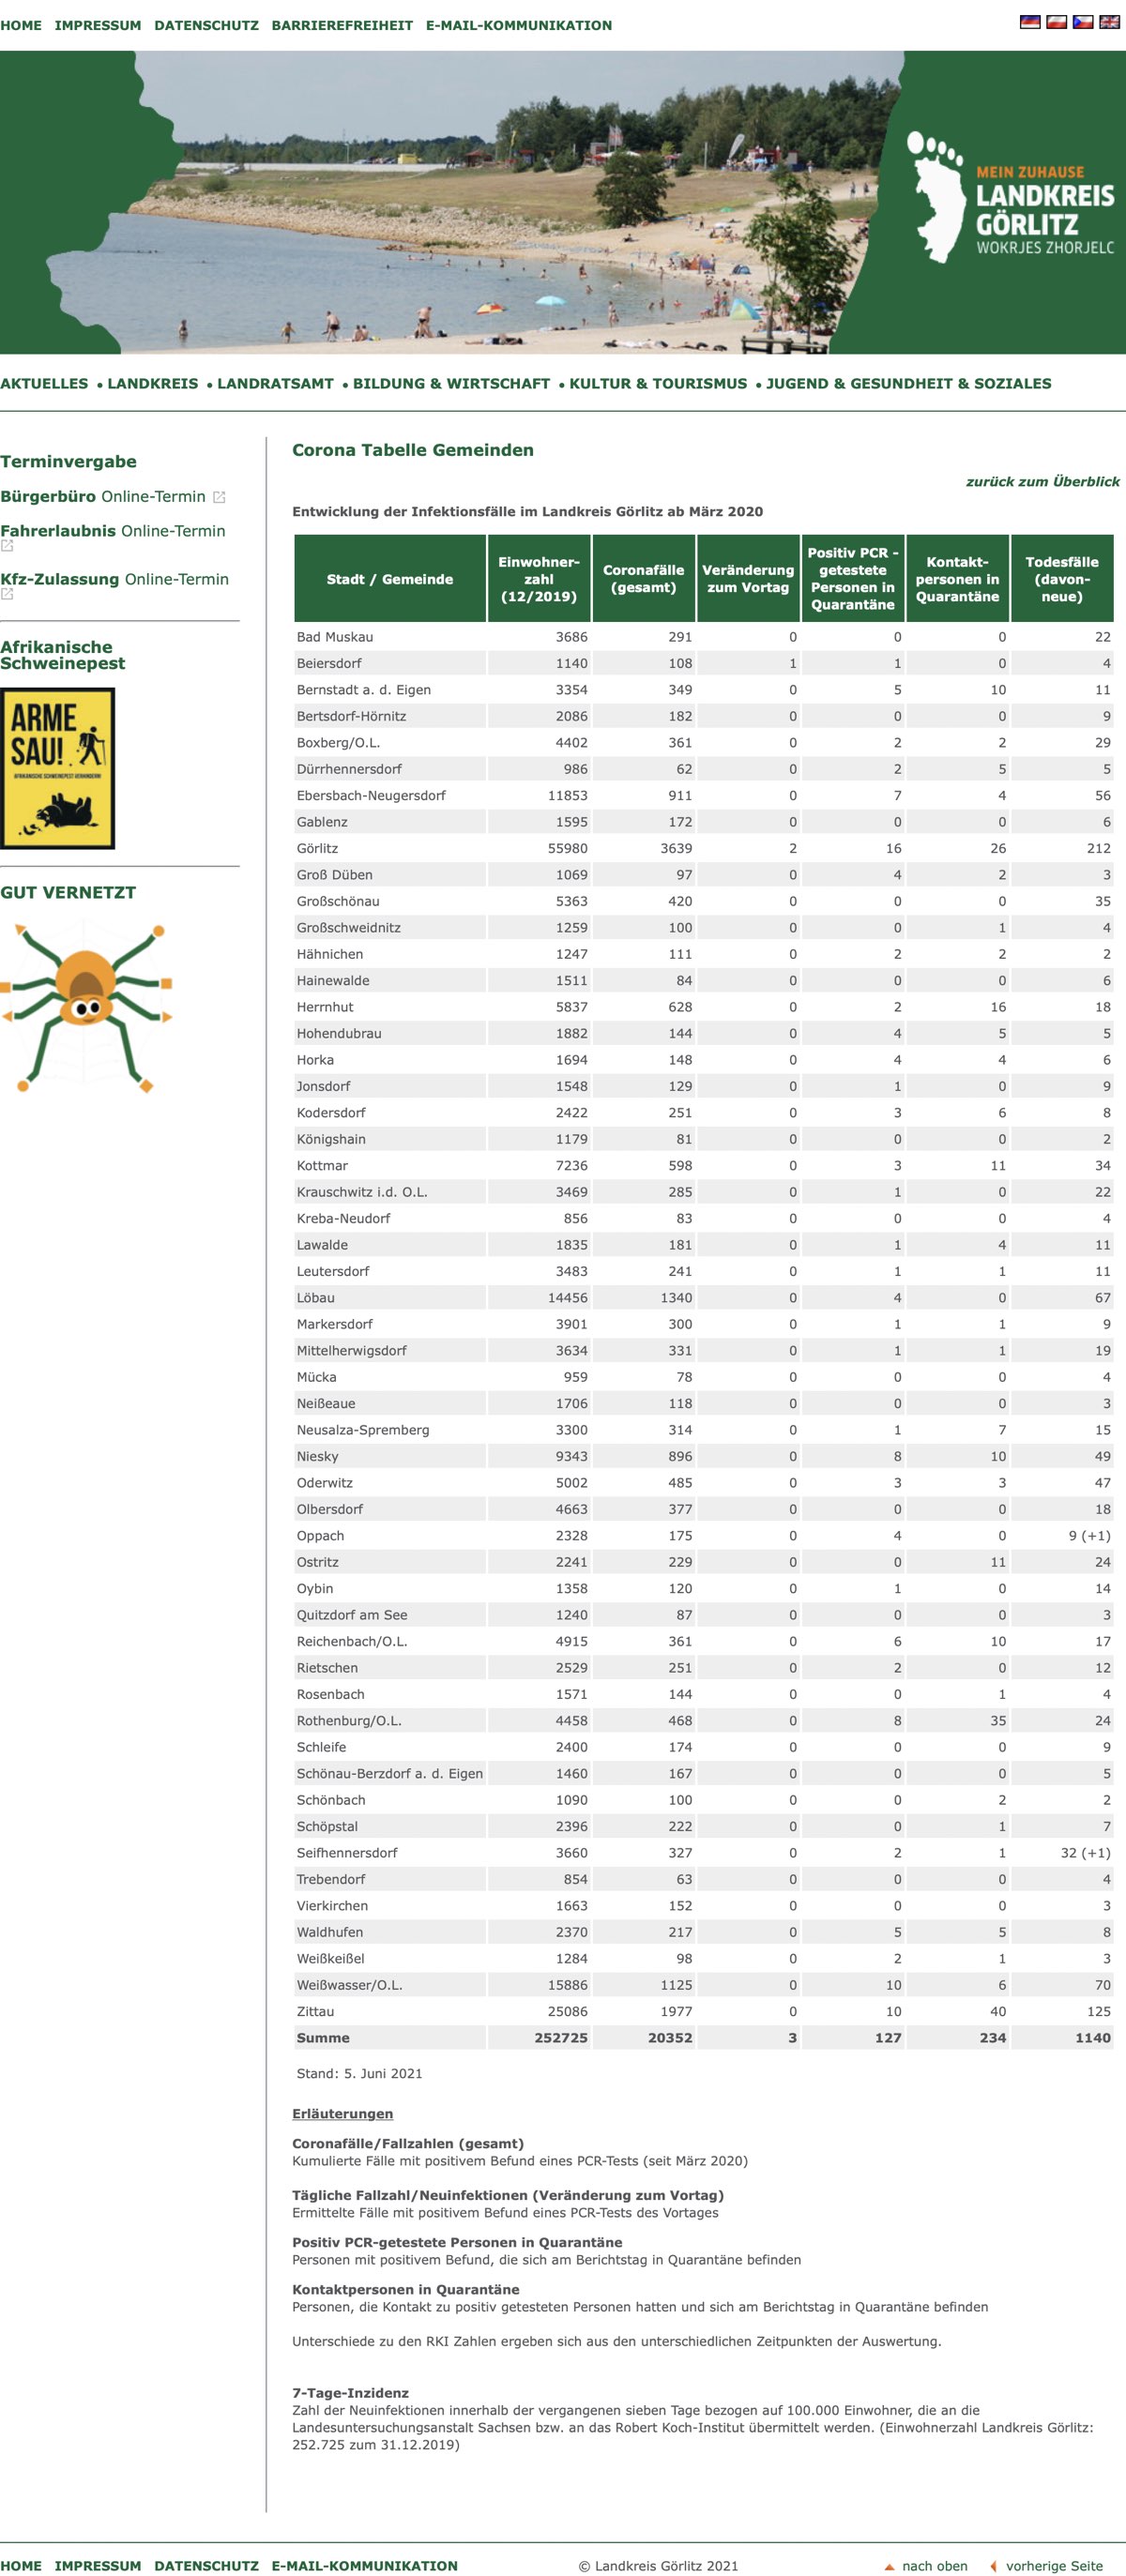 HOME IMPRESSUM DATENSCHUTZ BARRIEREFREIHEIT E-MAIL-KOMMUNIKATION
MEIN ZUHAUSE
LANDKREIS
GÖRLITZ
WOKRJES ZHORJELC
AKTUELLES • LANDKREIS • LANDRATSAMT • BILDUNG & WIRTSCHAFT • KULTUR & TOURISMUS • JUGEND & GESUNDHEIT & SOZIALES
Terminvergabe
Bürgerbüro Online-Termin
Fahrerlaubnis Online-Termin
Kfz-Zulassung Online-Termin
Afrikanische
Schweinepest
ARME
SAU!
AFRIKANISCHE SCHWEINEPEST VERHINDERN!
GUT VERNETZT
Corona Tabelle Gemeinden
zurück zum Überblick
Entwicklung der Infektionsfälle im Landkreis Görlitz ab März 2020
Stadt / Gemeinde Einwohner-zahl (12/2019) Coronafälle (gesamt) Veränderung zum Vortag Positiv PCR - getestete Personen in Quarantäne Kontakt-personen in Quarantäne Todesfälle (davon-neue)
Bad Muskau 3686 291 0 0 0 22
Beiersdorf 1140 108 1 1 0 4
Bernstadt a. d. Eigen 3354 349 0 5 10 11
Bertsdorf-Hörnitz 2086 182 0 0 0 9
Boxberg/O.L. 4402 361 0 2 2 29
Dürrhennersdorf 986 62 0 2 5 5
Ebersbach-Neugersdorf 11853 911 0 7 4 56
Gablenz 1595 172 0 0 0 6
Görlitz 55980 3639 2 16 26 212
Groß Düben 1069 97 0 4 2 3
Großschönau 5363 420 0 0 0 35
Großschweidnitz 1259 100 0 0 1 4
Hähnichen 1247 111 0 2 2 2
Hainewalde 1511 84 0 0 0 6
Herrnhut 5837 628 0 2 16 18
Hohendubrau 1882 144 0 4 5 5
Horka 1694 148 0 4 4 6
Jonsdorf 1548 129 0 1 0 9
Kodersdorf 2422 251 0 3 6 8
Königshain 1179 81 0 0 0 2
Kottmar 7236 598 0 3 11 34
Krauschwitz i.d. O.L. 3469 285 0 1 0 22
Kreba-Neudorf 856 83 0 0 0 4
Lawalde 1835 181 0 1 4 11
Leutersdorf 3483 241 0 1 1 11
Löbau 14456 1340 0 4 0 67
Markersdorf 3901 300 0 1 1 9
Mittelherwigsdorf 3634 331 0 1 1 19
Mücka 959 78 0 0 0 4
Neißeaue 1706 118 0 0 0 3
Neusalza-Spremberg 3300 314 0 1 7 15
Niesky 9343 896 0 8 10 49
Oderwitz 5002 485 0 3 3 47
Olbersdorf 4663 377 0 0 0 18
Oppach 2328 175 0 4 0 9 (+1)
Ostritz 2241 229 0 0 11 24
Oybin 1358 120 0 1 0 14
Quitzdorf am See 1240 87 0 0 0 3
Reichenbach/O.L. 4915 361 0 6 10 17
Rietschen 2529 251 0 2 0 12
Rosenbach 1571 144 0 0 1 4
Rothenburg/O.L. 4458 468 0 8 35 24
Schleife 2400 174 0 0 0 9
Schönau-Berzdorf a. d. Eigen 1460 167 0 0 0 5
Schönbach 1090 100 0 0 2 2
Schöpstal 2396 222 0 0 1 7
Seifhennersdorf 3660 327 0 2 1 32 (+1)
Trebendorf 854 63 0 0 0 4
Vierkirchen 1663 152 0 0 0 3
Waldhufen 2370 217 0 5 5 8
Weißkeißel 1284 98 0 2 1 3
Weißwasser/O.L. 15886 1125 0 10 6 70
Zittau 25086 1977 0 10 40 125
Summe 252725 20352 3 127 234 1140
Stand: 5. Juni 2021
Erläuterungen
Coronafälle/Fallzahlen (gesamt)
Kumulierte Fälle mit positivem Befund eines PCR-Tests (seit März 2020)
Tägliche Fallzahl/Neuinfektionen (Veränderung zum Vortag)
Ermittelte Fälle mit positivem Befund eines PCR-Tests des Vortages
Positiv PCR-getestete Personen in Quarantäne
Personen mit positivem Befund, die sich am Berichtstag in Quarantäne befinden
Kontaktpersonen in Quarantäne
Personen, die Kontakt zu positiv getesteten Personen hatten und sich am Berichtstag in Quarantäne befinden
Unterschiede zu den RKI Zahlen ergeben sich aus den unterschiedlichen Zeitpunkten der Auswertung.
7-Tage-Inzidenz
Zahl der Neuinfektionen innerhalb der vergangenen sieben Tage bezogen auf 100.000 Einwohner, die an die
Landesuntersuchungsanstalt Sachsen bzw. an das Robert Koch-Institut übermittelt werden. (Einwohnerzahl Landkreis Görlitz:
252.725 zum 31.12.2019)
HOME IMPRESSUM DATENSCHUTZ E-MAIL-KOMMUNIKATION © Landkreis Görlitz 2021 nach oben vorherige Seite